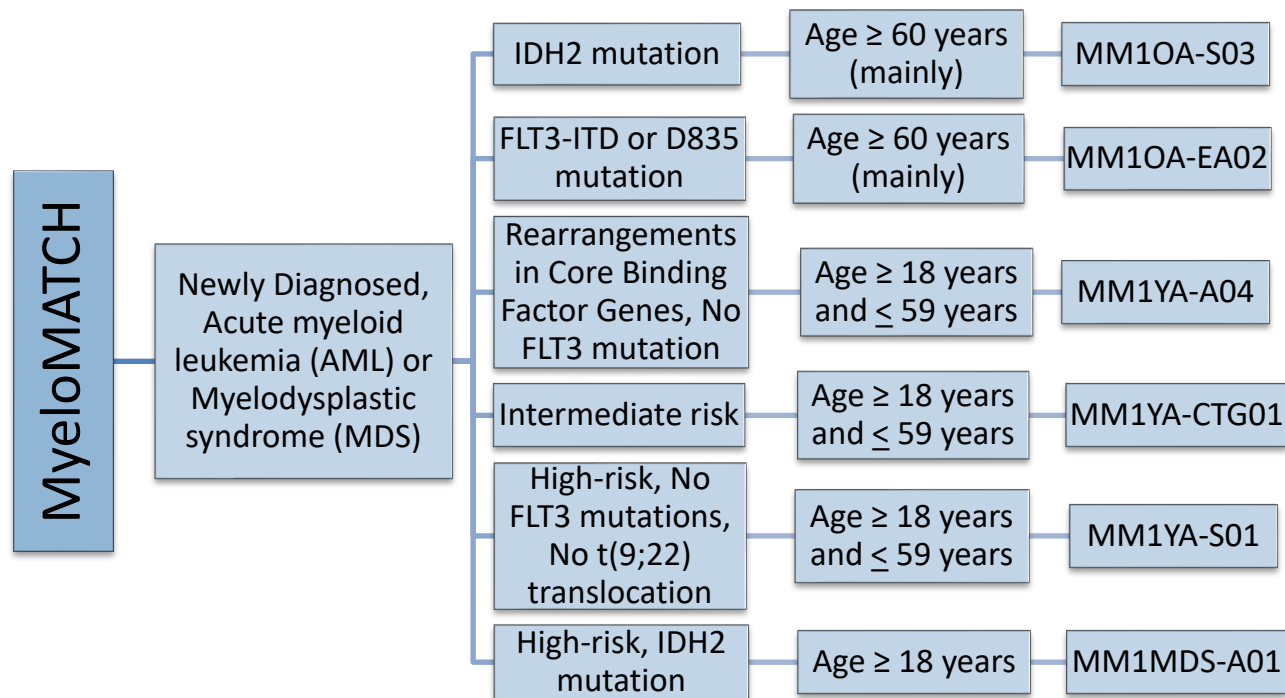 MyeloMATCH
Newly Diagnosed,
Acute myeloid
leukemia (AML) or
Myelodysplastic
syndrome (MDS)
IDH2 mutation
Age ≥ 60 years
(mainly)
MM1OA-S03
FLT3-ITD or D835
mutation
Age ≥ 60 years
(mainly)
MM1OA-EA02
Rearrangements
in Core Binding
Factor Genes, No
FLT3 mutation
Age ≥ 18 years
and ≤ 59 years
MM1YA-A04
Intermediate risk
Age ≥ 18 years
and ≤ 59 years
MM1YA-CTG01
High-risk, No
FLT3 mutations,
No t(9;22)
translocation
Age ≥ 18 years
and ≤ 59 years
MM1YA-S01
High-risk, IDH2
mutation
Age ≥ 18 years
MM1MDS-A01